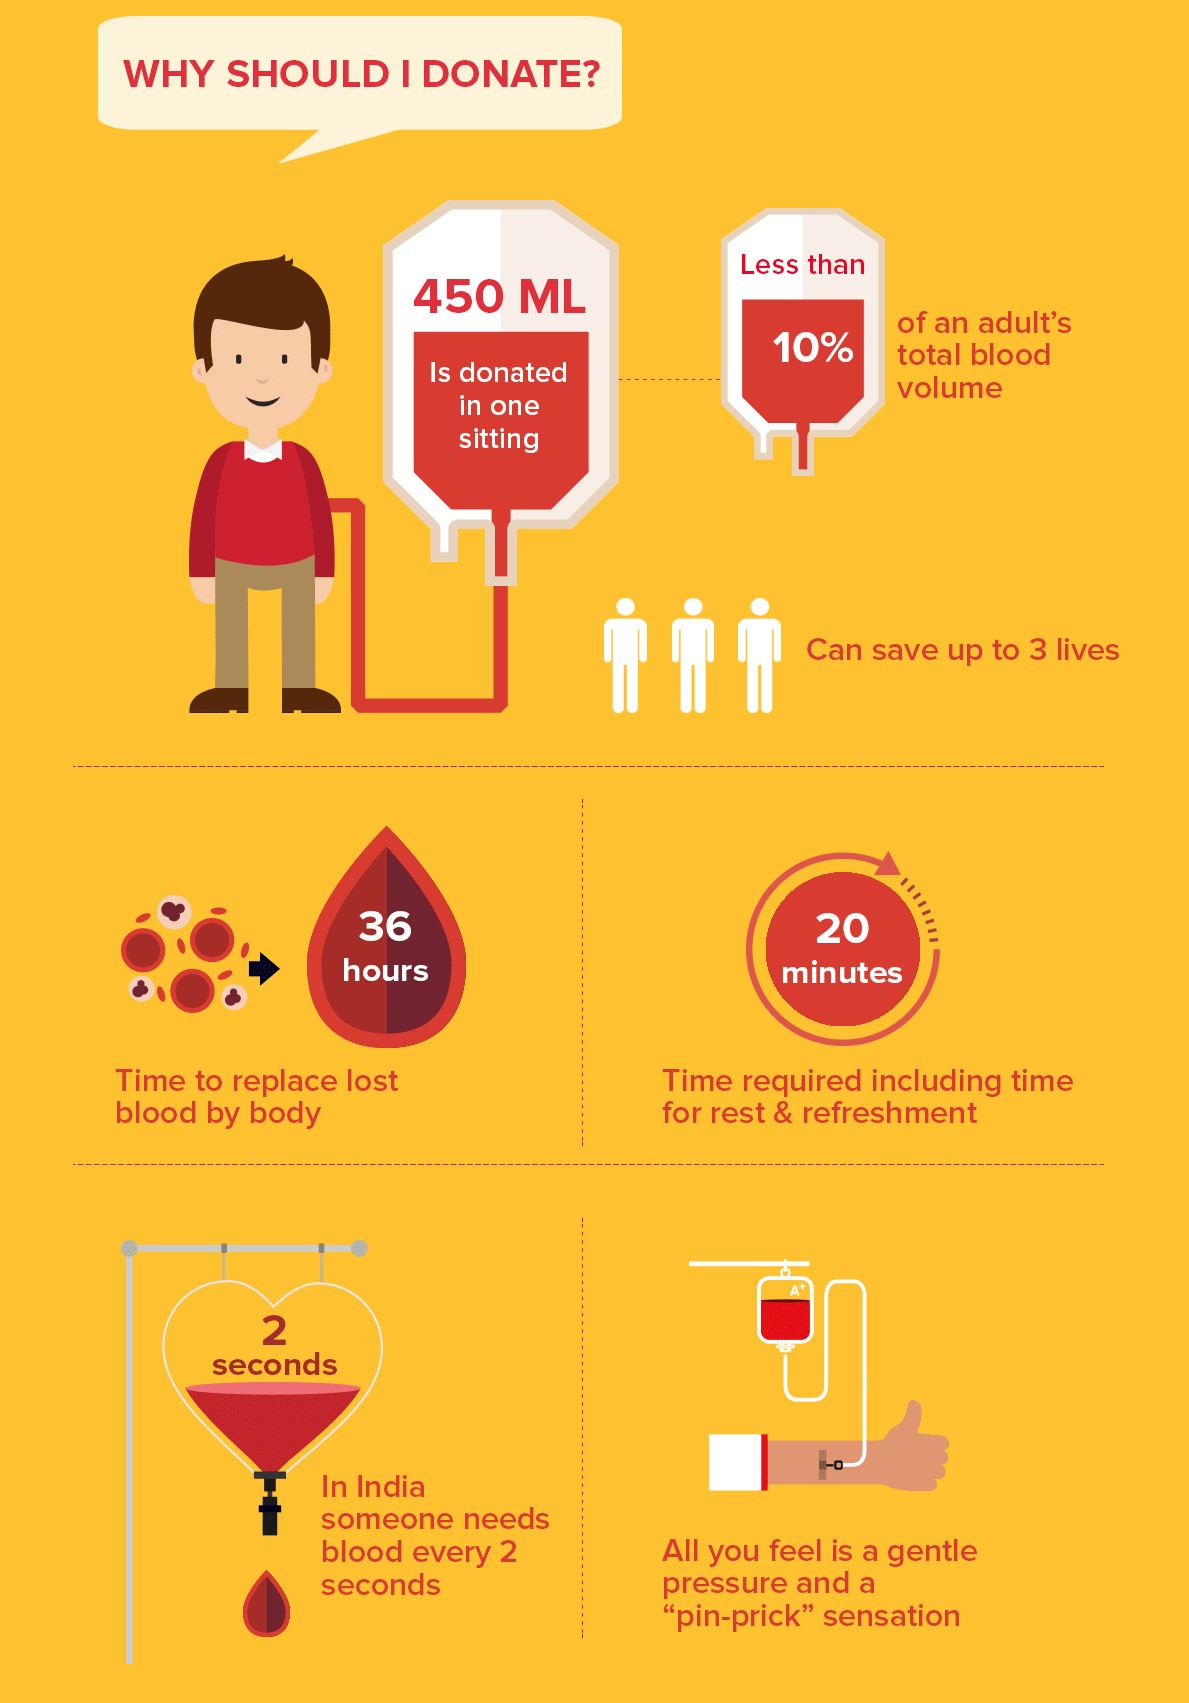 WHY SHOULD I DONATE?
450 ML
Is donated
in one
sitting
Less than
10%
of an adult's
total blood
volume
Can save up to 3 lives
36
hours
Time to replace lost
blood by body
20
minutes
Time required including time
for rest & refreshment
2
seconds
In India
someone needs
blood every 2
seconds
A+
All you feel is a gentle
pressure and a
“pin-prick” sensation